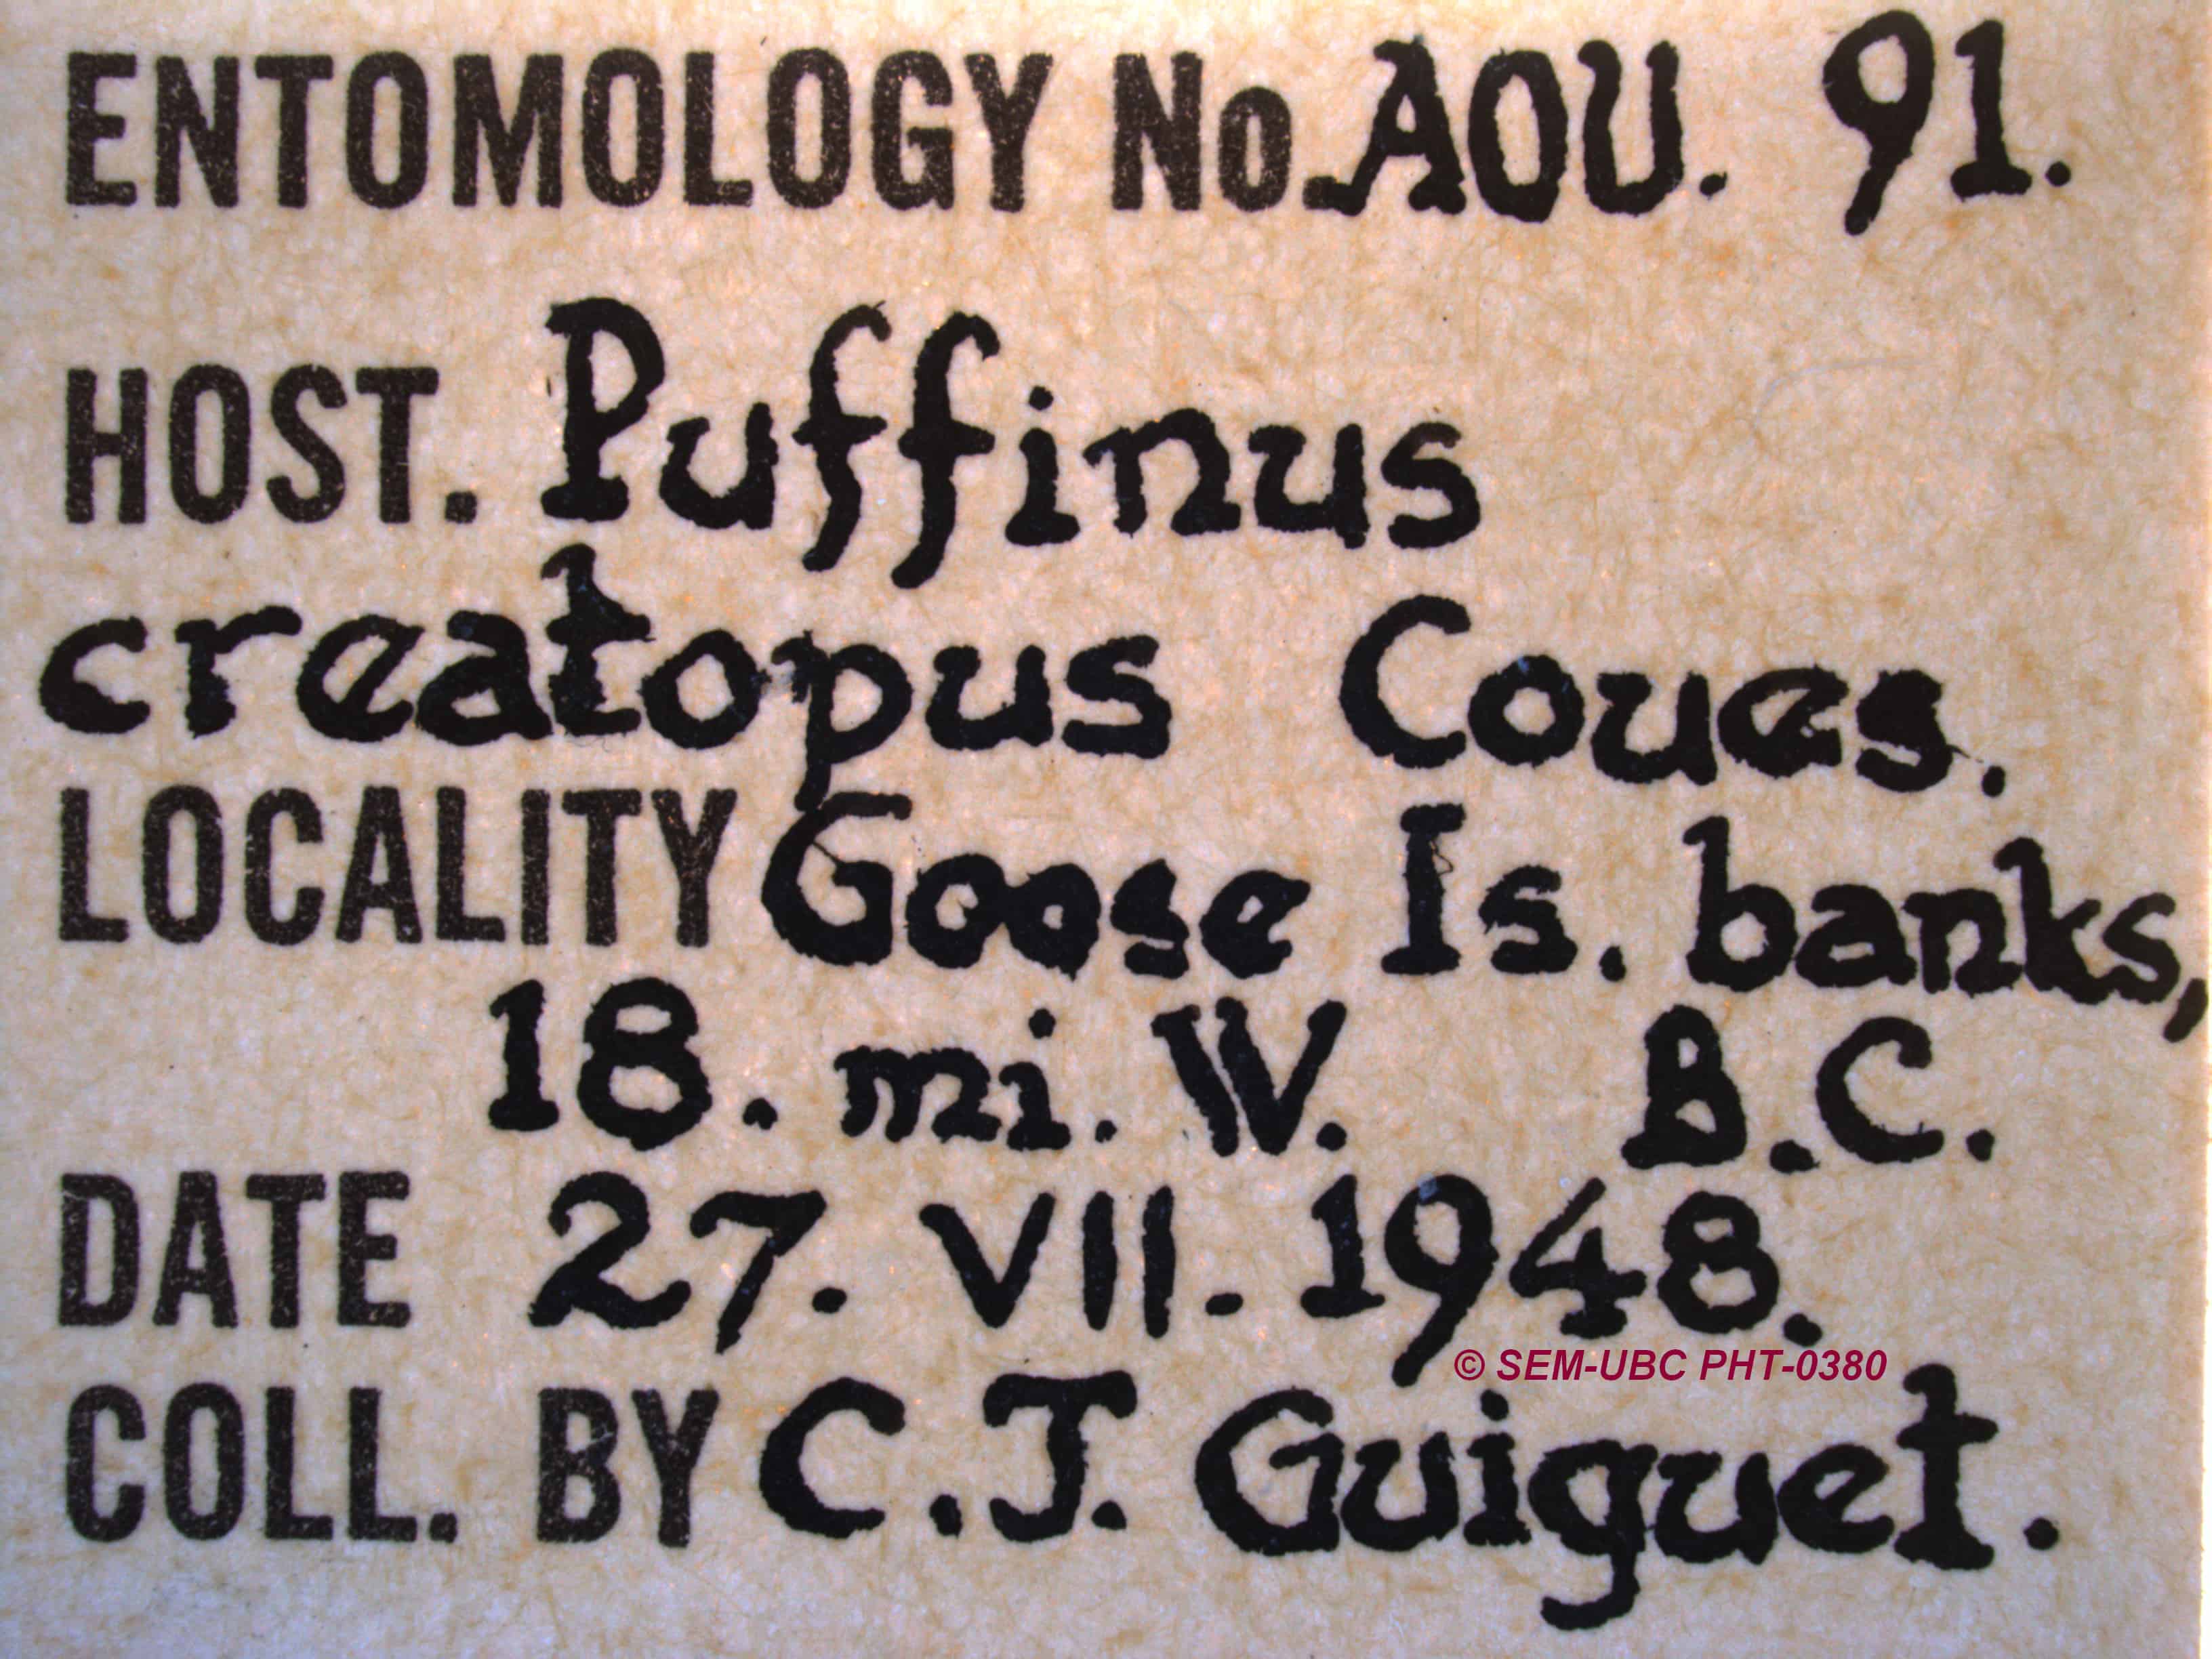 ENTOMOLOGY No. AOU. 91.
HOST. Puffinus
creatopus Coues.
LOCALITY Goose Is. banks,
18. mi. W. B.C.
DATE 27. VII. 1948.
© SEM-UBC PHT-0380
COLL. BY C.J. Guiguet.